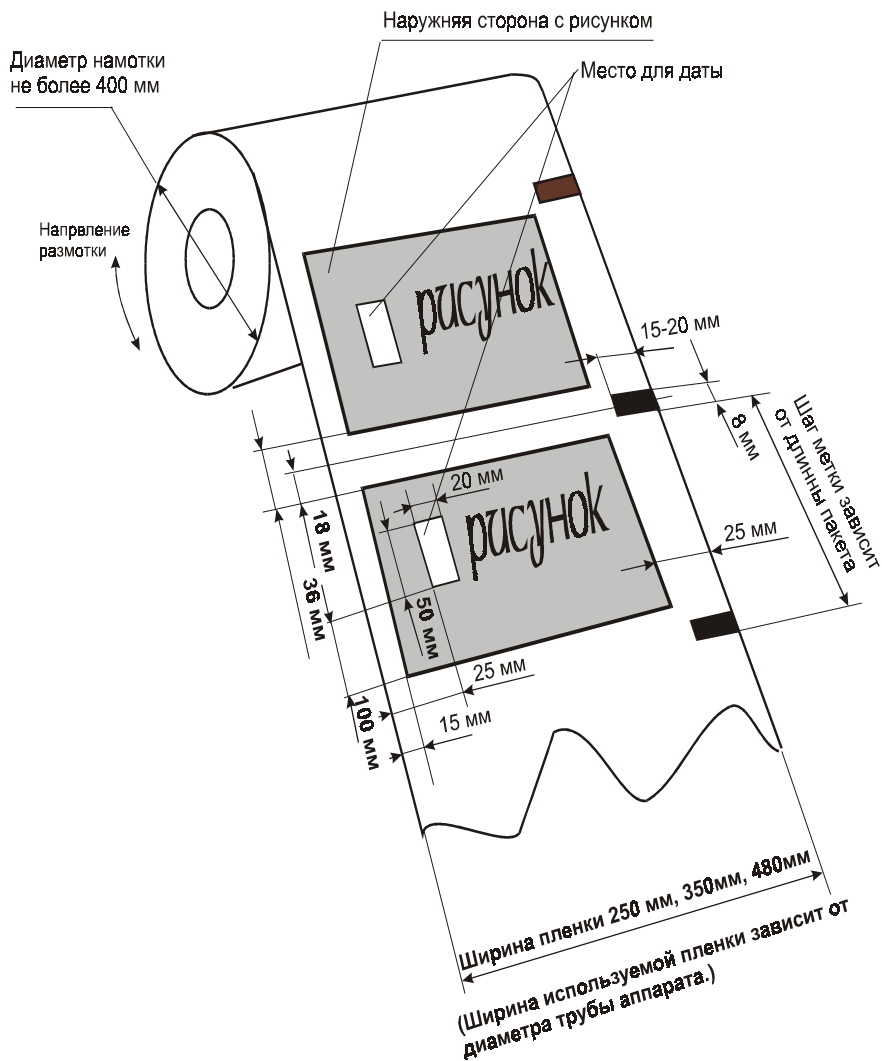 Наружняя сторона с рисунком
Диаметр намотки
не более 400 мм
Место для даты
Напрвление
размотки
рисунок
15-20 мм
8 мм
Шаг метки зависит
от длинны пакета
20 мм
рисунок
18 мм
36 мм
25 мм
50 мм
25 мм
100 мм
15 мм
Ширина пленки 250 мм, 350мм, 480мм
(Ширина используемой пленки зависит от
диаметра трубы аппарата.)